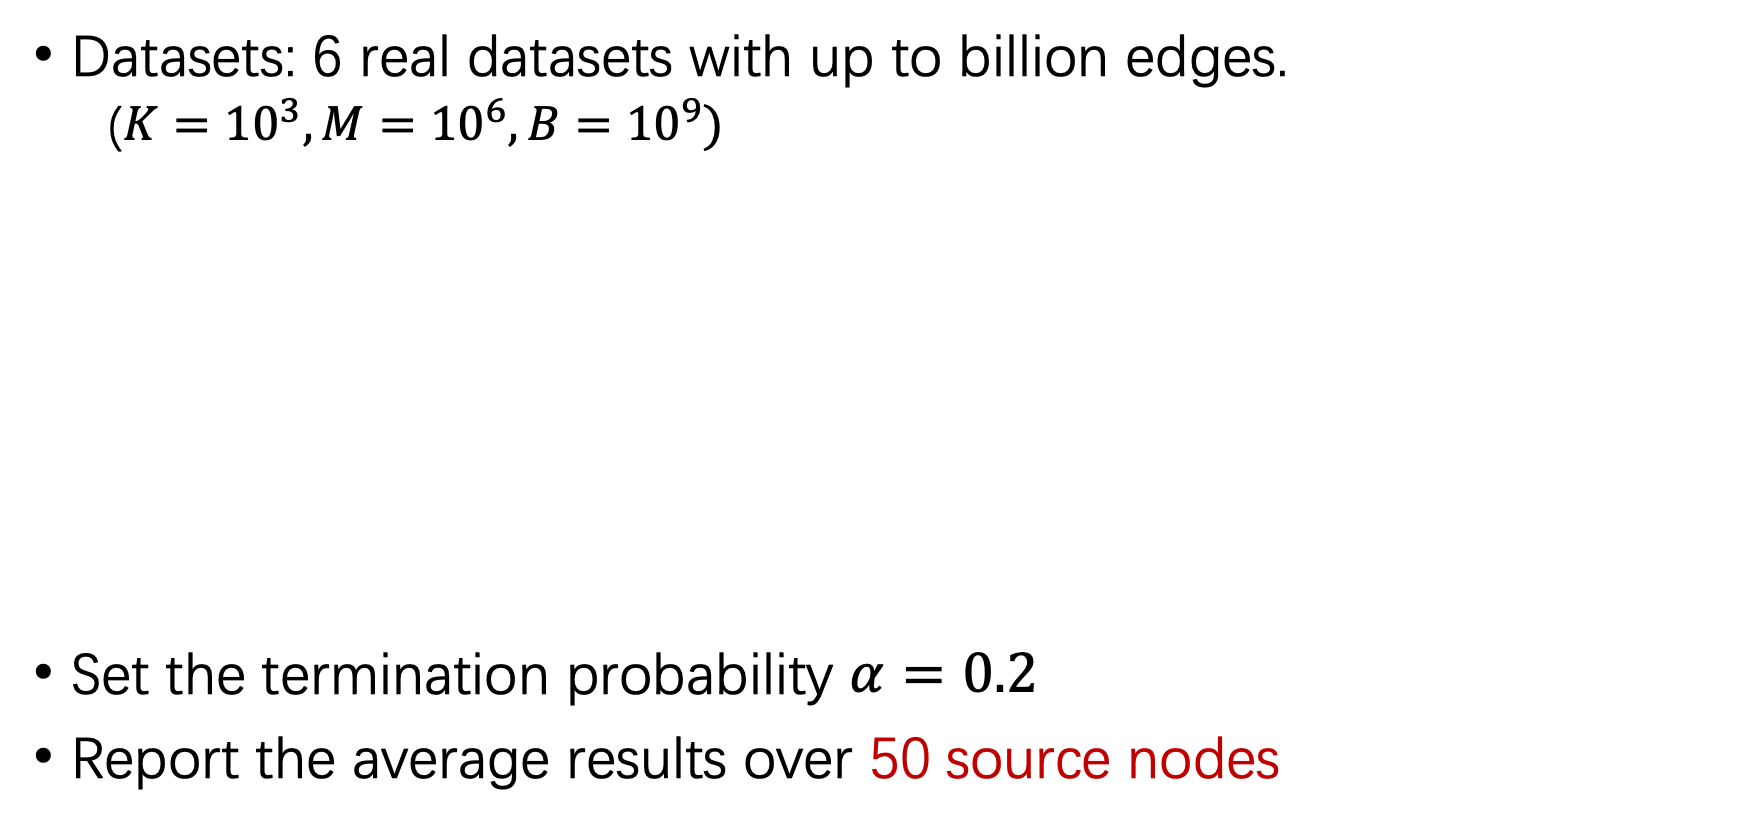 • Datasets: 6 real datasets with up to billion edges.
(K = 10³, M = 10⁶, B = 10⁹)
• Set the termination probability α = 0.2
• Report the average results over 50 source nodes